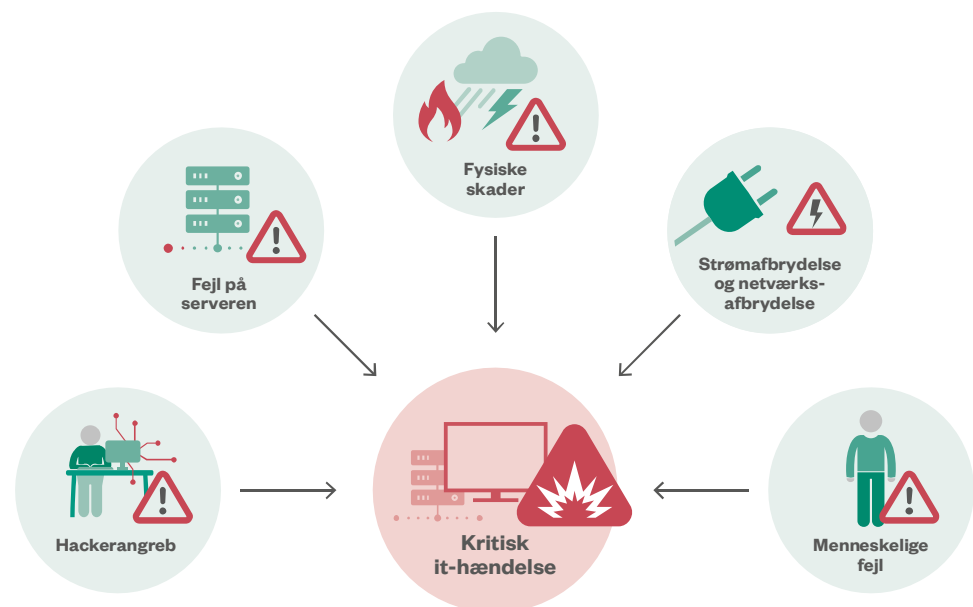 Fysiske
skader
Fejl på
serveren
Strømafbrydelse
og netværks-
afbrydelse
Hackerangreb
Kritisk
it-hændelse
Menneskelige
fejl